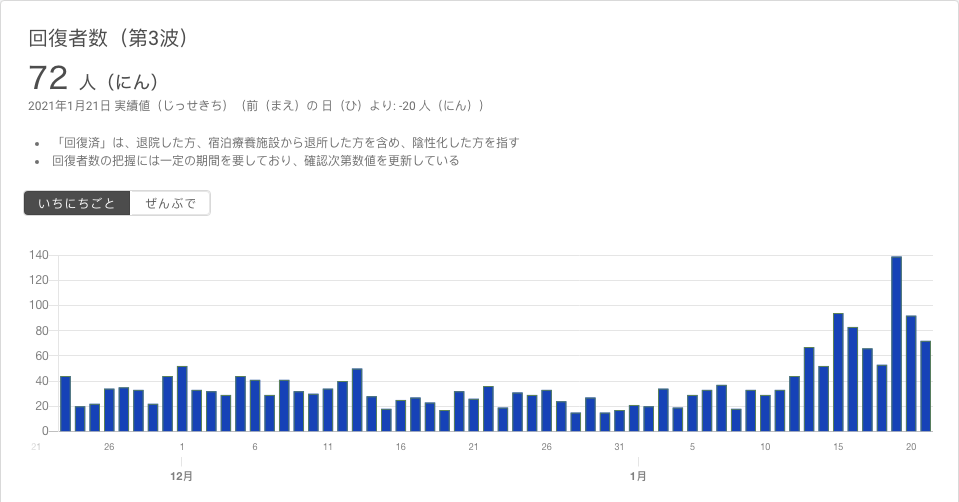 回復者数（第3波）
72 人（にん）
2021年1月21日 実績値（じっせきち）（前（まえ）の 日（ひ）より: -20 人（にん））
「回復済」は、退院した方、宿泊療養施設から退所した方を含め、陰性化した方を指す
回復者数の把握には一定の期間を要しており、確認次第数値を更新している
いちにちごと ぜんぶで
140
120
100
80
60
40
20
0
21 26 1 6 11 16 21 26 31 5 10 15 20
12月 1月